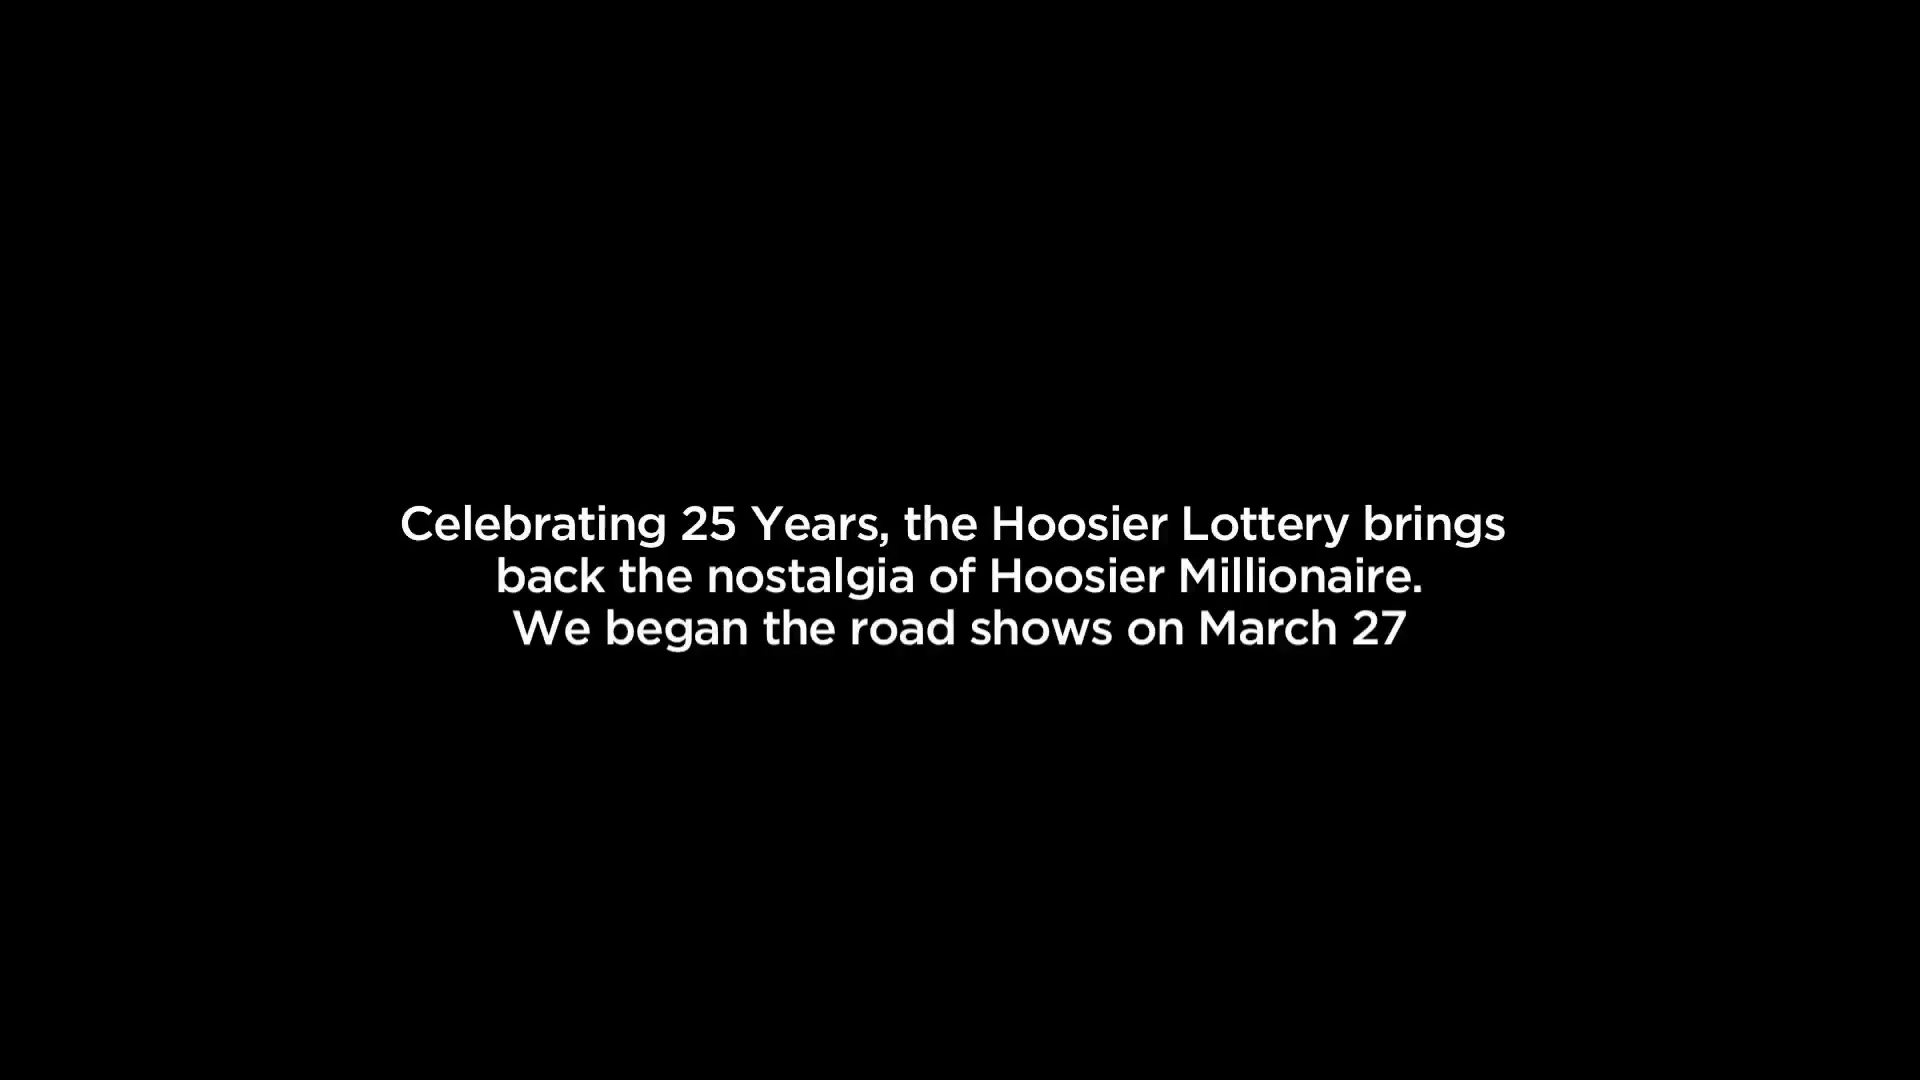 Celebrating 25 Years, the Hoosier Lottery brings
back the nostalgia of Hoosier Millionaire.
We began the road shows on March 27